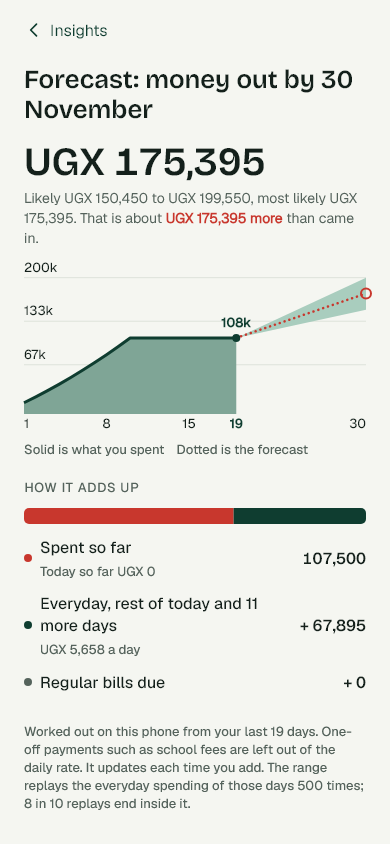 Insights
Forecast: money out by 30
November
UGX 175,395
Likely UGX 150,450 to UGX 199,550, most likely UGX
175,395. That is about UGX 175,395 more than came
in.
200k
133k
108k
67k
1 8 15 19 30
Solid is what you spent Dotted is the forecast
HOW IT ADDS UP
Spent so far 107,500
Today so far UGX 0
Everyday, rest of today and 11
more days + 67,895
UGX 5,658 a day
Regular bills due + 0
Worked out on this phone from your last 19 days. One-
off payments such as school fees are left out of the
daily rate. It updates each time you add. The range
replays the everyday spending of those days 500 times;
8 in 10 replays end inside it.